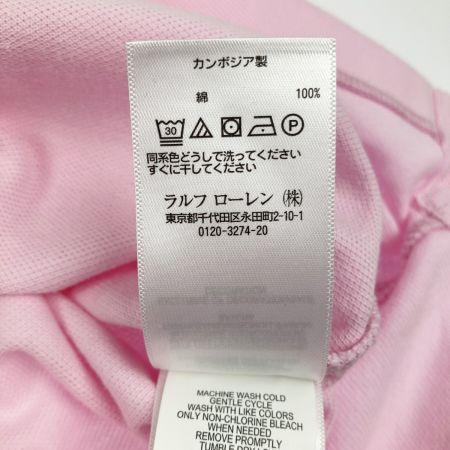 カンボジア製
綿 100%
30 P
同系色どうしで洗ってください
すぐに干してください
ラルフ ローレン (株)
東京都千代田区永田町2-10-1
0120-3274-20
MACHINE WASH COLD
GENTLE CYCLE
WASH WITH LIKE COLORS
ONLY NON-CHLORINE BLEACH
WHEN NEEDED
REMOVE PROMPTLY
TUMBLE DRY LOW